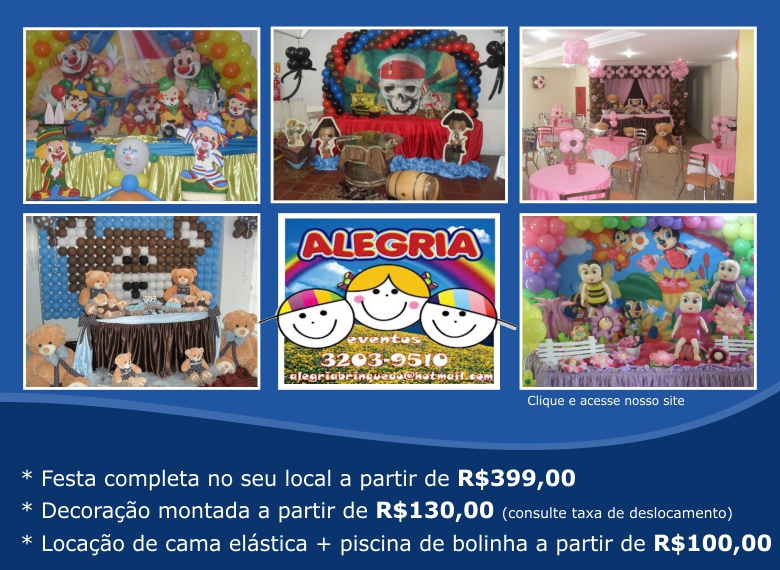 ALEGRIA
eventos
3203-9510
alegriabrinquedo@hotmail.com
Clique e acesse nosso site
* Festa completa no seu local a partir de R$399,00
* Decoração montada a partir de R$130,00 (consulte taxa de deslocamento)
* Locação de cama elástica + piscina de bolinha a partir de R$100,00